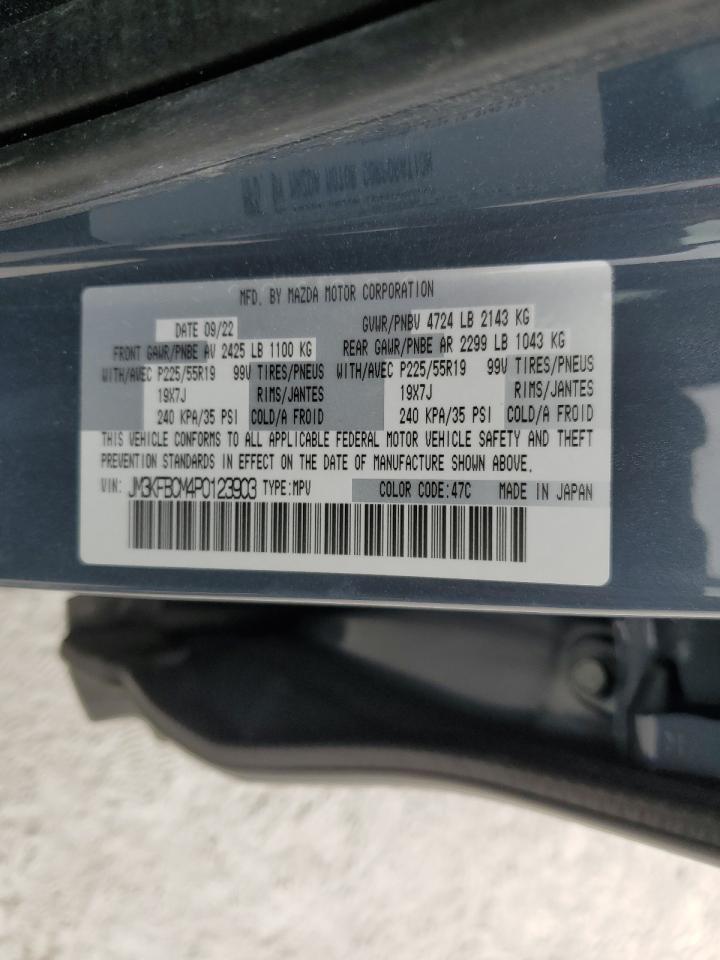 MFD. BY MAZDA MOTOR CORPORATION
DATE 09/22 GVWR/PNBV 4724 LB 2143 KG
FRONT GAWR/PNBE AV 2425 LB 1100 KG REAR GAWR/PNBE AR 2299 LB 1043 KG
WITH/AVEC P225/55R19 99V TIRES/PNEUS WITH/AVEC P225/55R19 99V TIRES/PNEUS
19X7J RIMS/JANTES 19X7J RIMS/JANTES
240 KPA/35 PSI COLD/A FROID 240 KPA/35 PSI COLD/A FROID
THIS VEHICLE CONFORMS TO ALL APPLICABLE FEDERAL MOTOR VEHICLE SAFETY AND THEFT
PREVENTION STANDARDS IN EFFECT ON THE DATE OF MANUFACTURE SHOWN ABOVE.
VIN: JM3KFBCM4P0123903 TYPE:MPV COLOR CODE:47C MADE IN JAPAN